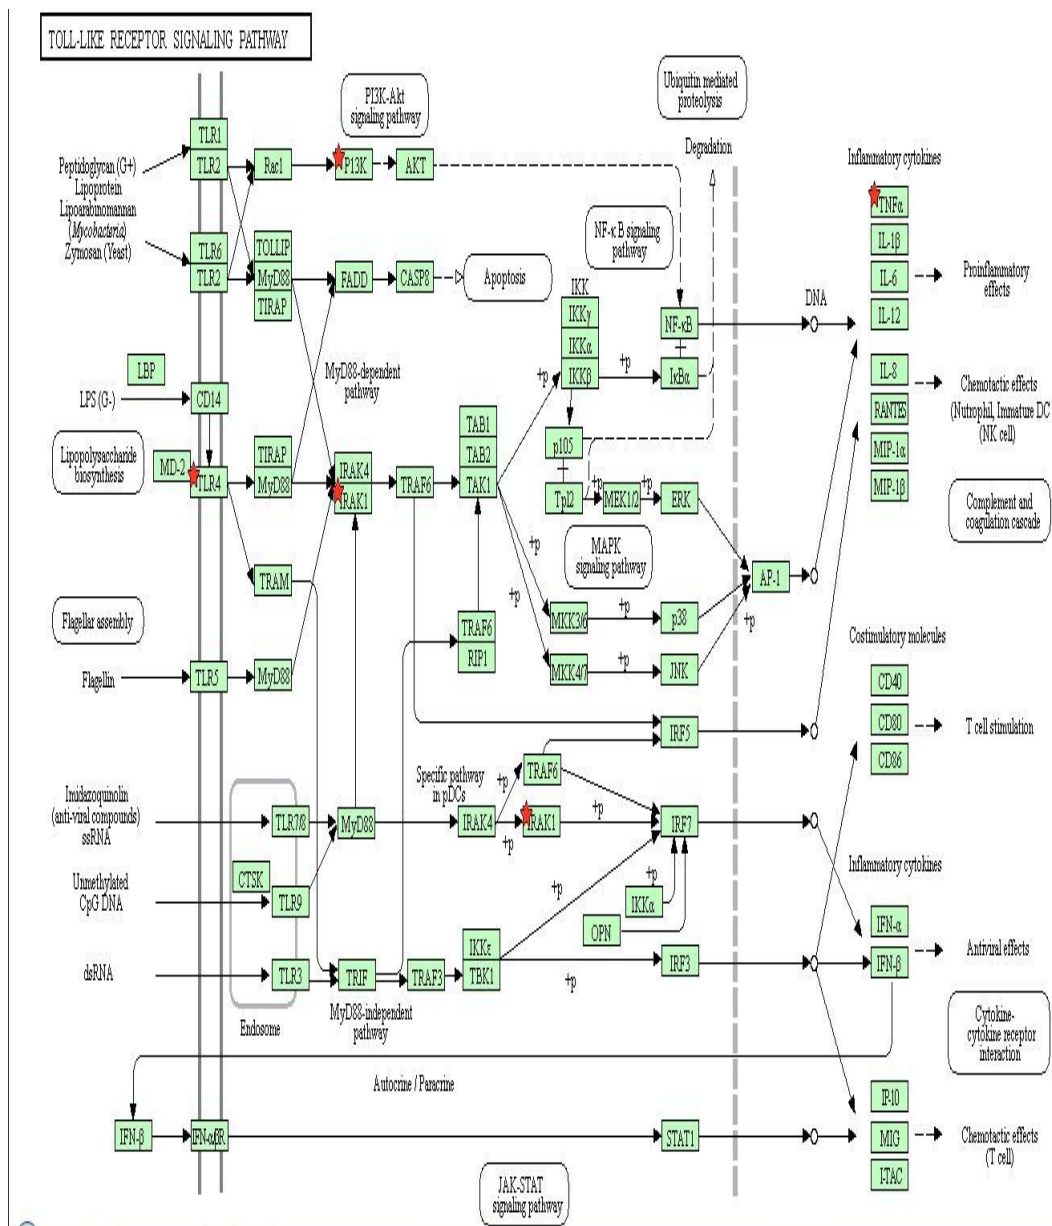 TOLL-LIKE RECEPTOR SIGNALING PATHWAY
PI3K-Akt
signaling pathway
Ubiquitin mediated
proteolysis
Degradation
Inflammatory cytokines
TLR1
TLR2
Rac1
PI3K
AKT
Peptidoglycan (G+)
Lipoprotein
Lipoarabinomannan
(Mycobacteria)
Zymosan (Yeast)
TNFα
IL-1β
IL-6
IL-12
Proinflammatory
effects
NF-κB signaling
pathway
TLR6
TLR2
TOLLIP
MyD88
TIRAP
FADD
CASP8
Apoptosis
IKK
IKKγ
IKKα
IKKβ
NF-κB
IκBα
DNA
+p
+p
MyD88-dependent
pathway
LBP
LPS (G-)
CD14
IL-8
RANTES
MIP-1α
MIP-1β
Chemotactic effects
(Nutrophil, Immature DC
(NK cell)
Lipopolysaccharide
biosynthesis
MD-2
TLR4
TIRAP
MyD88
IRAK4
IRAK1
TRAF6
TAB1
TAB2
TAK1
p105
Tpl2
+p
MEK1/2
+p
ERK
Complement and
coagulation cascade
MAPK
signaling pathway
+p
+p
TRAM
AP-1
Flagellar assembly
TRAF6
RIP1
MKK3/6
+p
p38
+p
MKK4/7
+p
JNK
Costimulatory molecules
CD40
CD80
CD86
T cell stimulation
Flagellin
TLR5
MyD88
IRF5
Specific pathway
in pDCs
+p
TRAF6
Imidazoquinolin
(anti-viral compounds)
ssRNA
TLR7/8
MyD88
IRAK4
+p
IRAK1
+p
IRF7
Unmethylated
CpG DNA
CTSK
TLR9
+p
+p
IKKα
OPN
Inflammatory cytokines
IFN-α
IFN-β
Antiviral effects
dsRNA
TLR3
TRIF
TRAF3
IKKε
TBK1
+p
IRF3
Endosome
MyD88-independent
pathway
Cytokine-
cytokine receptor
interaction
Autocrine / Paracrine
IFN-β
IFN-αβR
STAT1
IP-10
MIG
I-TAC
Chemotactic effects
(T cell)
JAK-STAT
signaling pathway